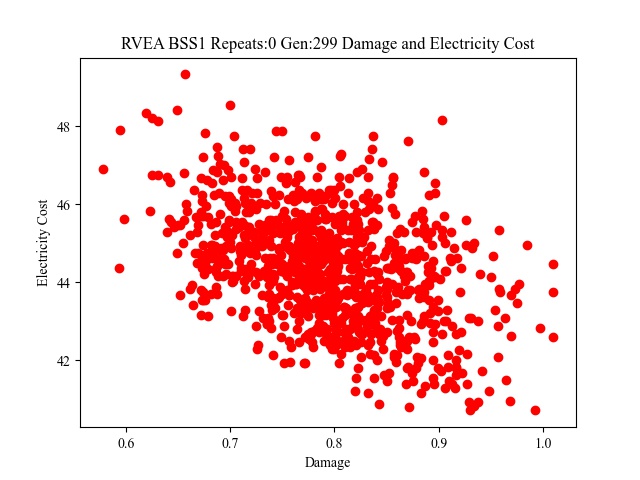 RVEA BSS1 Repeats:0 Gen:299 Damage and Electricity Cost
48
46
44
42
Electricity Cost
0.6 0.7 0.8 0.9 1.0
Damage